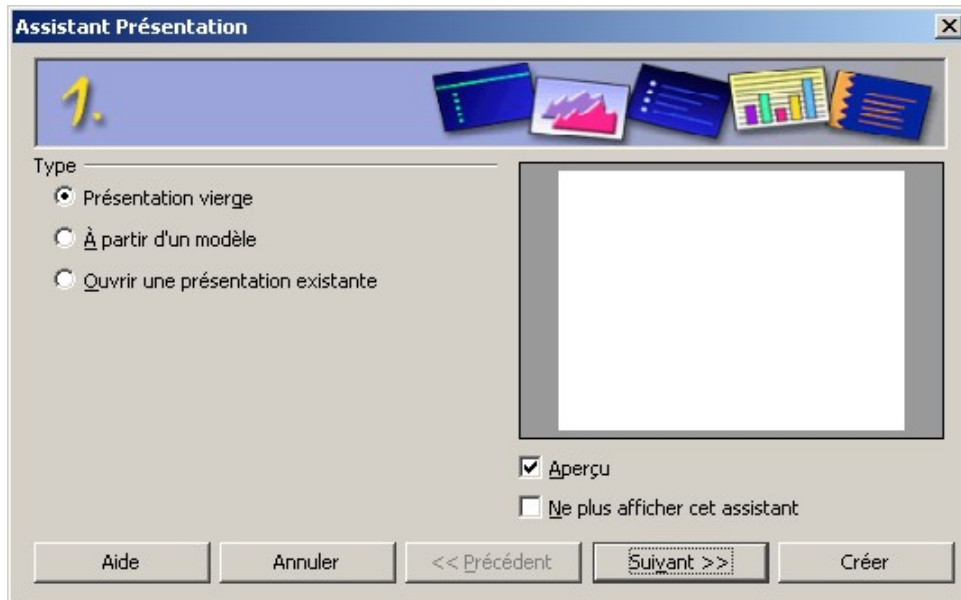 Assistant Présentation
1.
Type
Présentation vierge
À partir d'un modèle
Ouvrir une présentation existante
Aperçu
Ne plus afficher cet assistant
Aide
Annuler
<< Précédent
Suivant >>
Créer